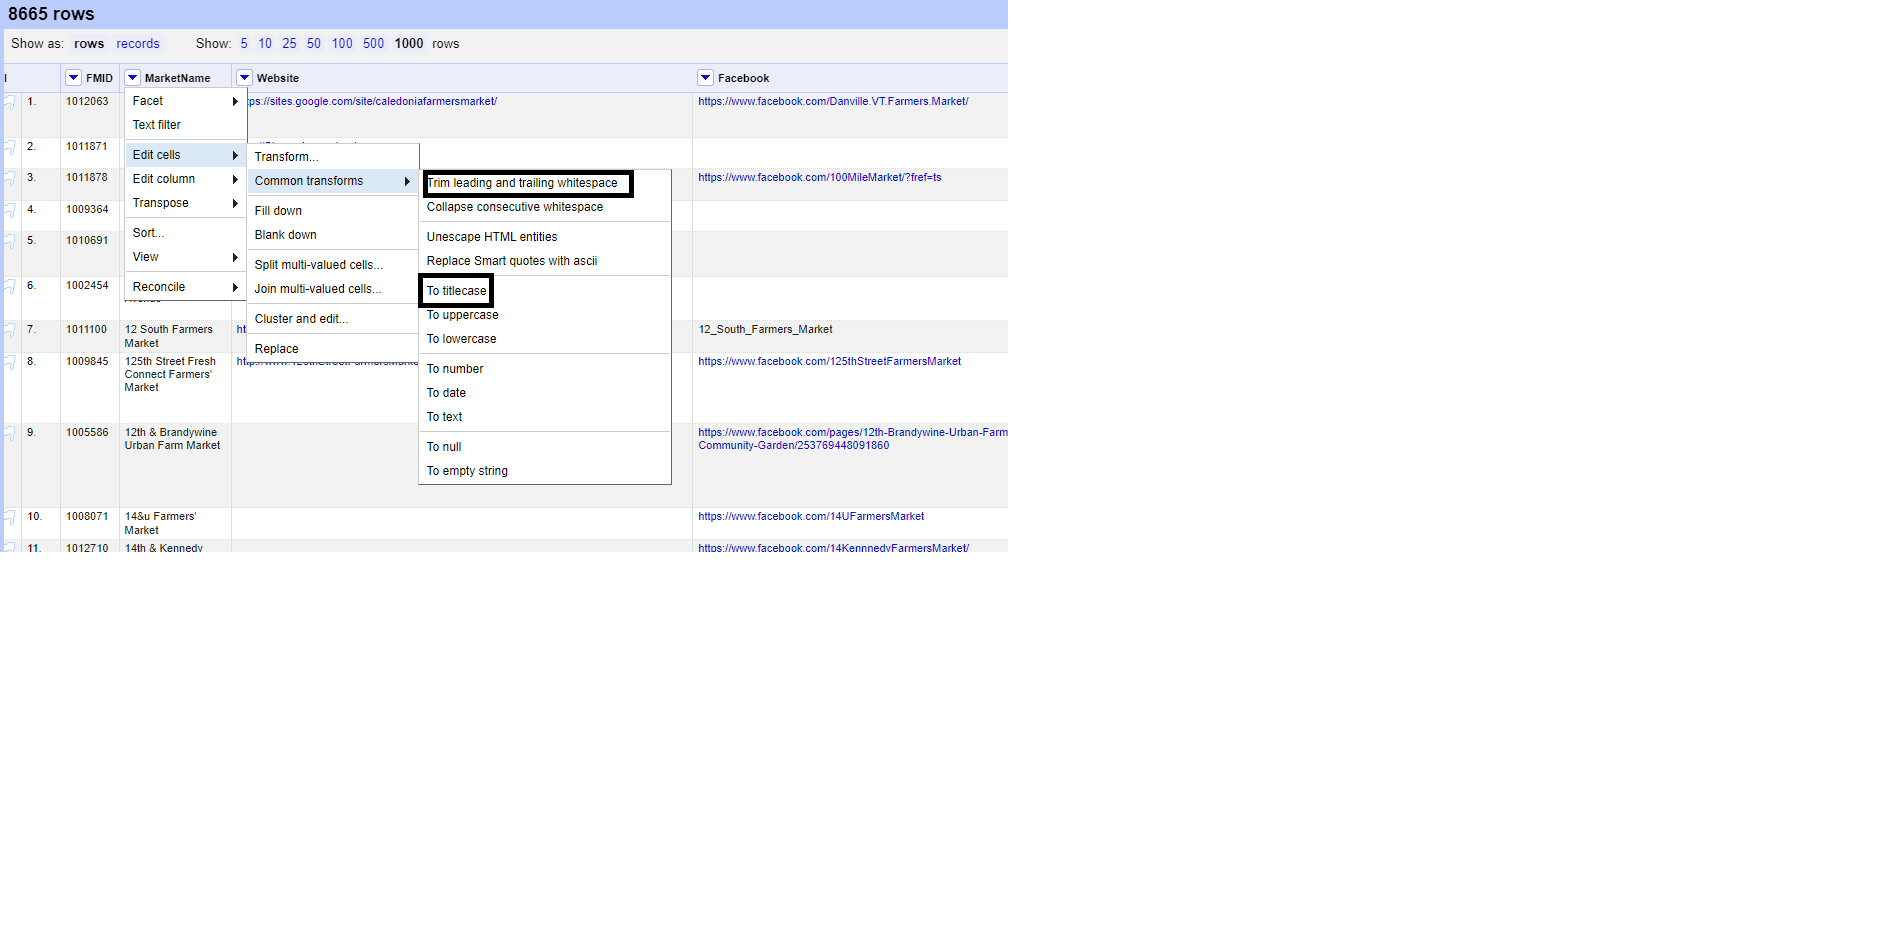 8665 rows
Show as: rows records Show: 5 10 25 50 100 500 1000 rows
FMID MarketName Website Facebook
1. 1012063 tps://sites.google.com/site/caledoniafarmersmarket/ https://www.facebook.com/Danville.VT.Farmers.Market/
2. 1011871
3. 1011878 https://www.facebook.com/100MileMarket/?fref=ts
4. 1009364
5. 1010691
6. 1002454
7. 1011100 12 South Farmers Market ht 12_South_Farmers_Market
8. 1009845 125th Street Fresh Connect Farmers' Market https://www.facebook.com/125thStreetFarmersMarket
9. 1005586 12th & Brandywine Urban Farm Market https://www.facebook.com/pages/12th-Brandywine-Urban-Farm
Community-Garden/253769448091860
10. 1008071 14&u Farmers' Market https://www.facebook.com/14UFarmersMarket
11. 1012710 14th & Kennedy https://www.facebook.com/14KennnedyFarmersMarket/
Facet
Text filter
Edit cells
Edit column
Transpose
Sort...
View
Reconcile
Transform...
Common transforms
Fill down
Blank down
Split multi-valued cells...
Join multi-valued cells...
Cluster and edit...
Replace
Trim leading and trailing whitespace
Collapse consecutive whitespace
Unescape HTML entities
Replace Smart quotes with ascii
To titlecase
To uppercase
To lowercase
To number
To date
To text
To null
To empty string